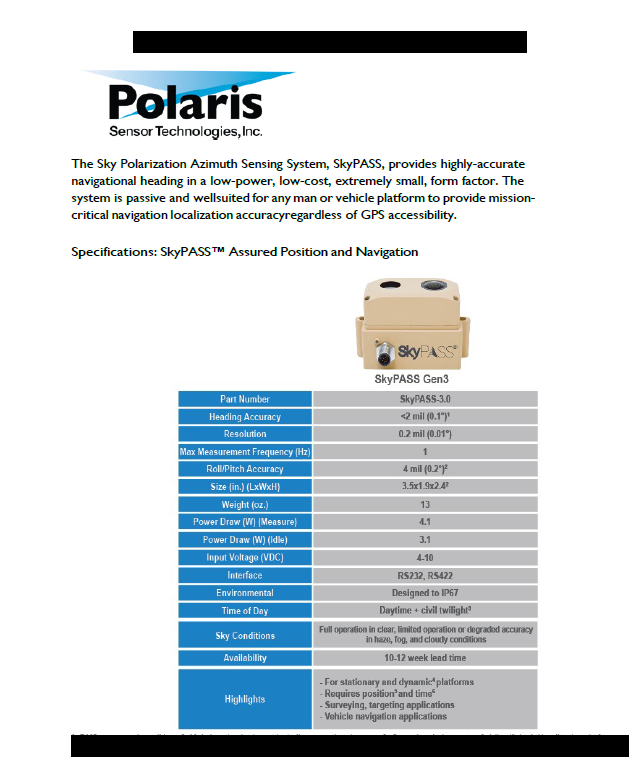 Polaris
Sensor Technologies, Inc.
The Sky Polarization Azimuth Sensing System, SkyPASS, provides highly-accurate
navigational heading in a low-power, low-cost, extremely small, form factor. The
system is passive and wellsuited for any man or vehicle platform to provide mission-
critical navigation localization accuracyregardless of GPS accessibility.
Specifications: SkyPASS™ Assured Position and Navigation
SkyPASS®
SkyPASS Gen3
Part Number SkyPASS-3.0
Heading Accuracy <2 mil (0.1°)¹
Resolution 0.2 mil (0.01°)
Max Measurement Frequency (Hz) 1
Roll/Pitch Accuracy 4 mil (0.2°)²
Size (in.) (LxWxH) 3.5x1.9x2.4²
Weight (oz.) 13
Power Draw (W) (Measure) 4.1
Power Draw (W) (Idle) 3.1
Input Voltage (VDC) 4-10
Interface RS232, RS422
Environmental Designed to IP67
Time of Day Daytime + civil twilight³
Sky Conditions Full operation in clear, limited operation or degraded accuracy
in haze, fog, and cloudy conditions
Availability 10-12 week lead time
Highlights
- For stationary and dynamic⁴ platforms
- Requires position⁵ and time⁶
- Surveying, targeting applications
- Vehicle navigation applications